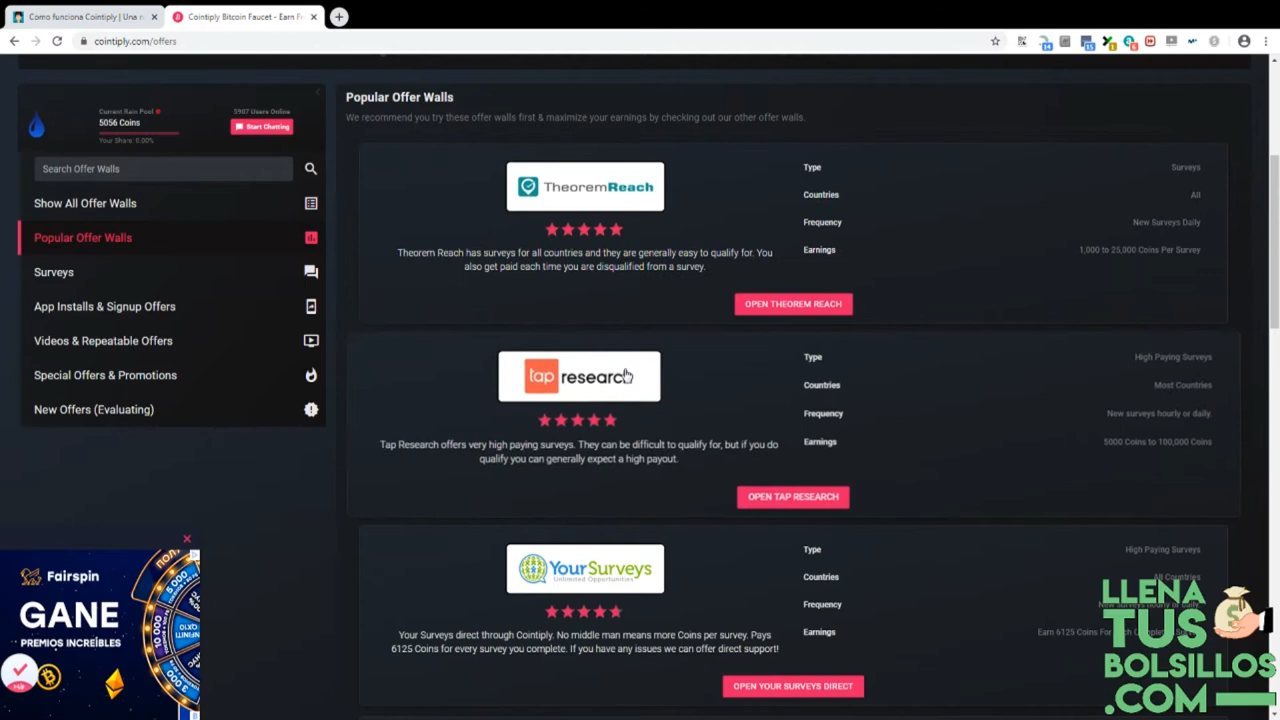 Como funciona Cointiply | Una n
Cointiply Bitcoin Faucet - Earn Fr
cointiply.com/offers
Current Rain Pool
5056 Coins
Your Share: 0.00%
5987 Users Online
Start Chatting
Search Offer Walls
Show All Offer Walls
Popular Offer Walls
Surveys
App Installs & Signup Offers
Videos & Repeatable Offers
Special Offers & Promotions
New Offers (Evaluating)
Popular Offer Walls
We recommend you try these offer walls first & maximize your earnings by checking out our other offer walls.
TheoremReach
Theorem Reach has surveys for all countries and they are generally easy to qualify for. You
also get paid each time you are disqualified from a survey.
Type Surveys
Countries All
Frequency New Surveys Daily
Earnings 1,000 to 25,000 Coins Per Survey
OPEN THEOREM REACH
tap research
Tap Research offers very high paying surveys. They can be difficult to qualify for, but if you do
qualify you can generally expect a high payout.
Type High Paying Surveys
Countries Most Countries
Frequency New surveys hourly or daily.
Earnings 5000 Coins to 100,000 Coins
OPEN TAP RESEARCH
YourSurveys
Unlimited Opportunities
Your Surveys direct through Cointiply. No middle man means more Coins per survey. Pays
6125 Coins for every survey you complete. If you have any issues we can offer direct support!
Type High Paying Surveys
Countries All Countries
Frequency
Earnings Earn 6125 Coins For
OPEN YOUR SURVEYS DIRECT
Fairspin
GANE
PREMIOS INCREÍBLES
5 000
10 000
LLENA
TUS
BOLSILLOS
.COM